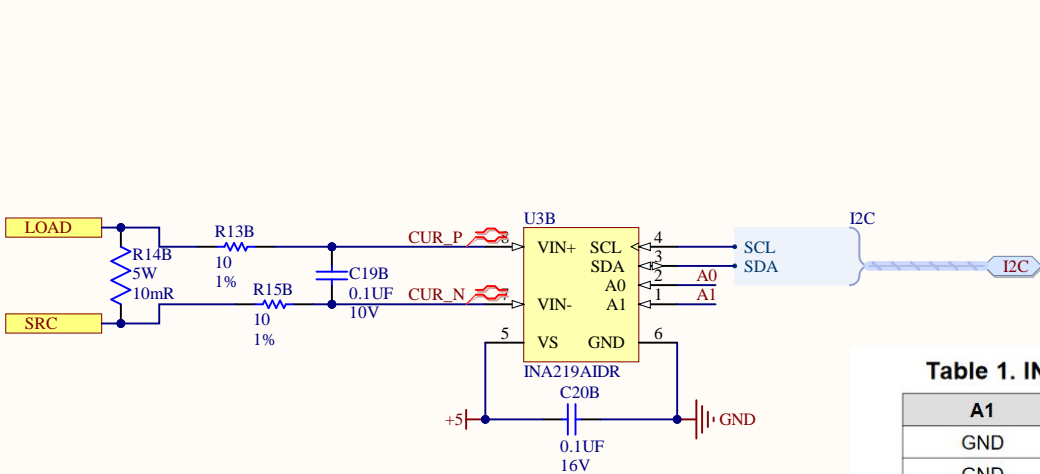 U3B
I2C
LOAD
R13B
CUR_P
8
VIN+
SCL
4
SCL
R14B
5W
10mR
10
1%
C19B
0.1UF
10V
SDA
3
SDA
I2C
A0
2
A0
R15B
10
1%
CUR_N
7
VIN-
A1
1
A1
SRC
5
VS
GND
6
INA219AIDR
C20B
+5
GND
0.1UF
16V
Table 1. IN
A1
GND
GND